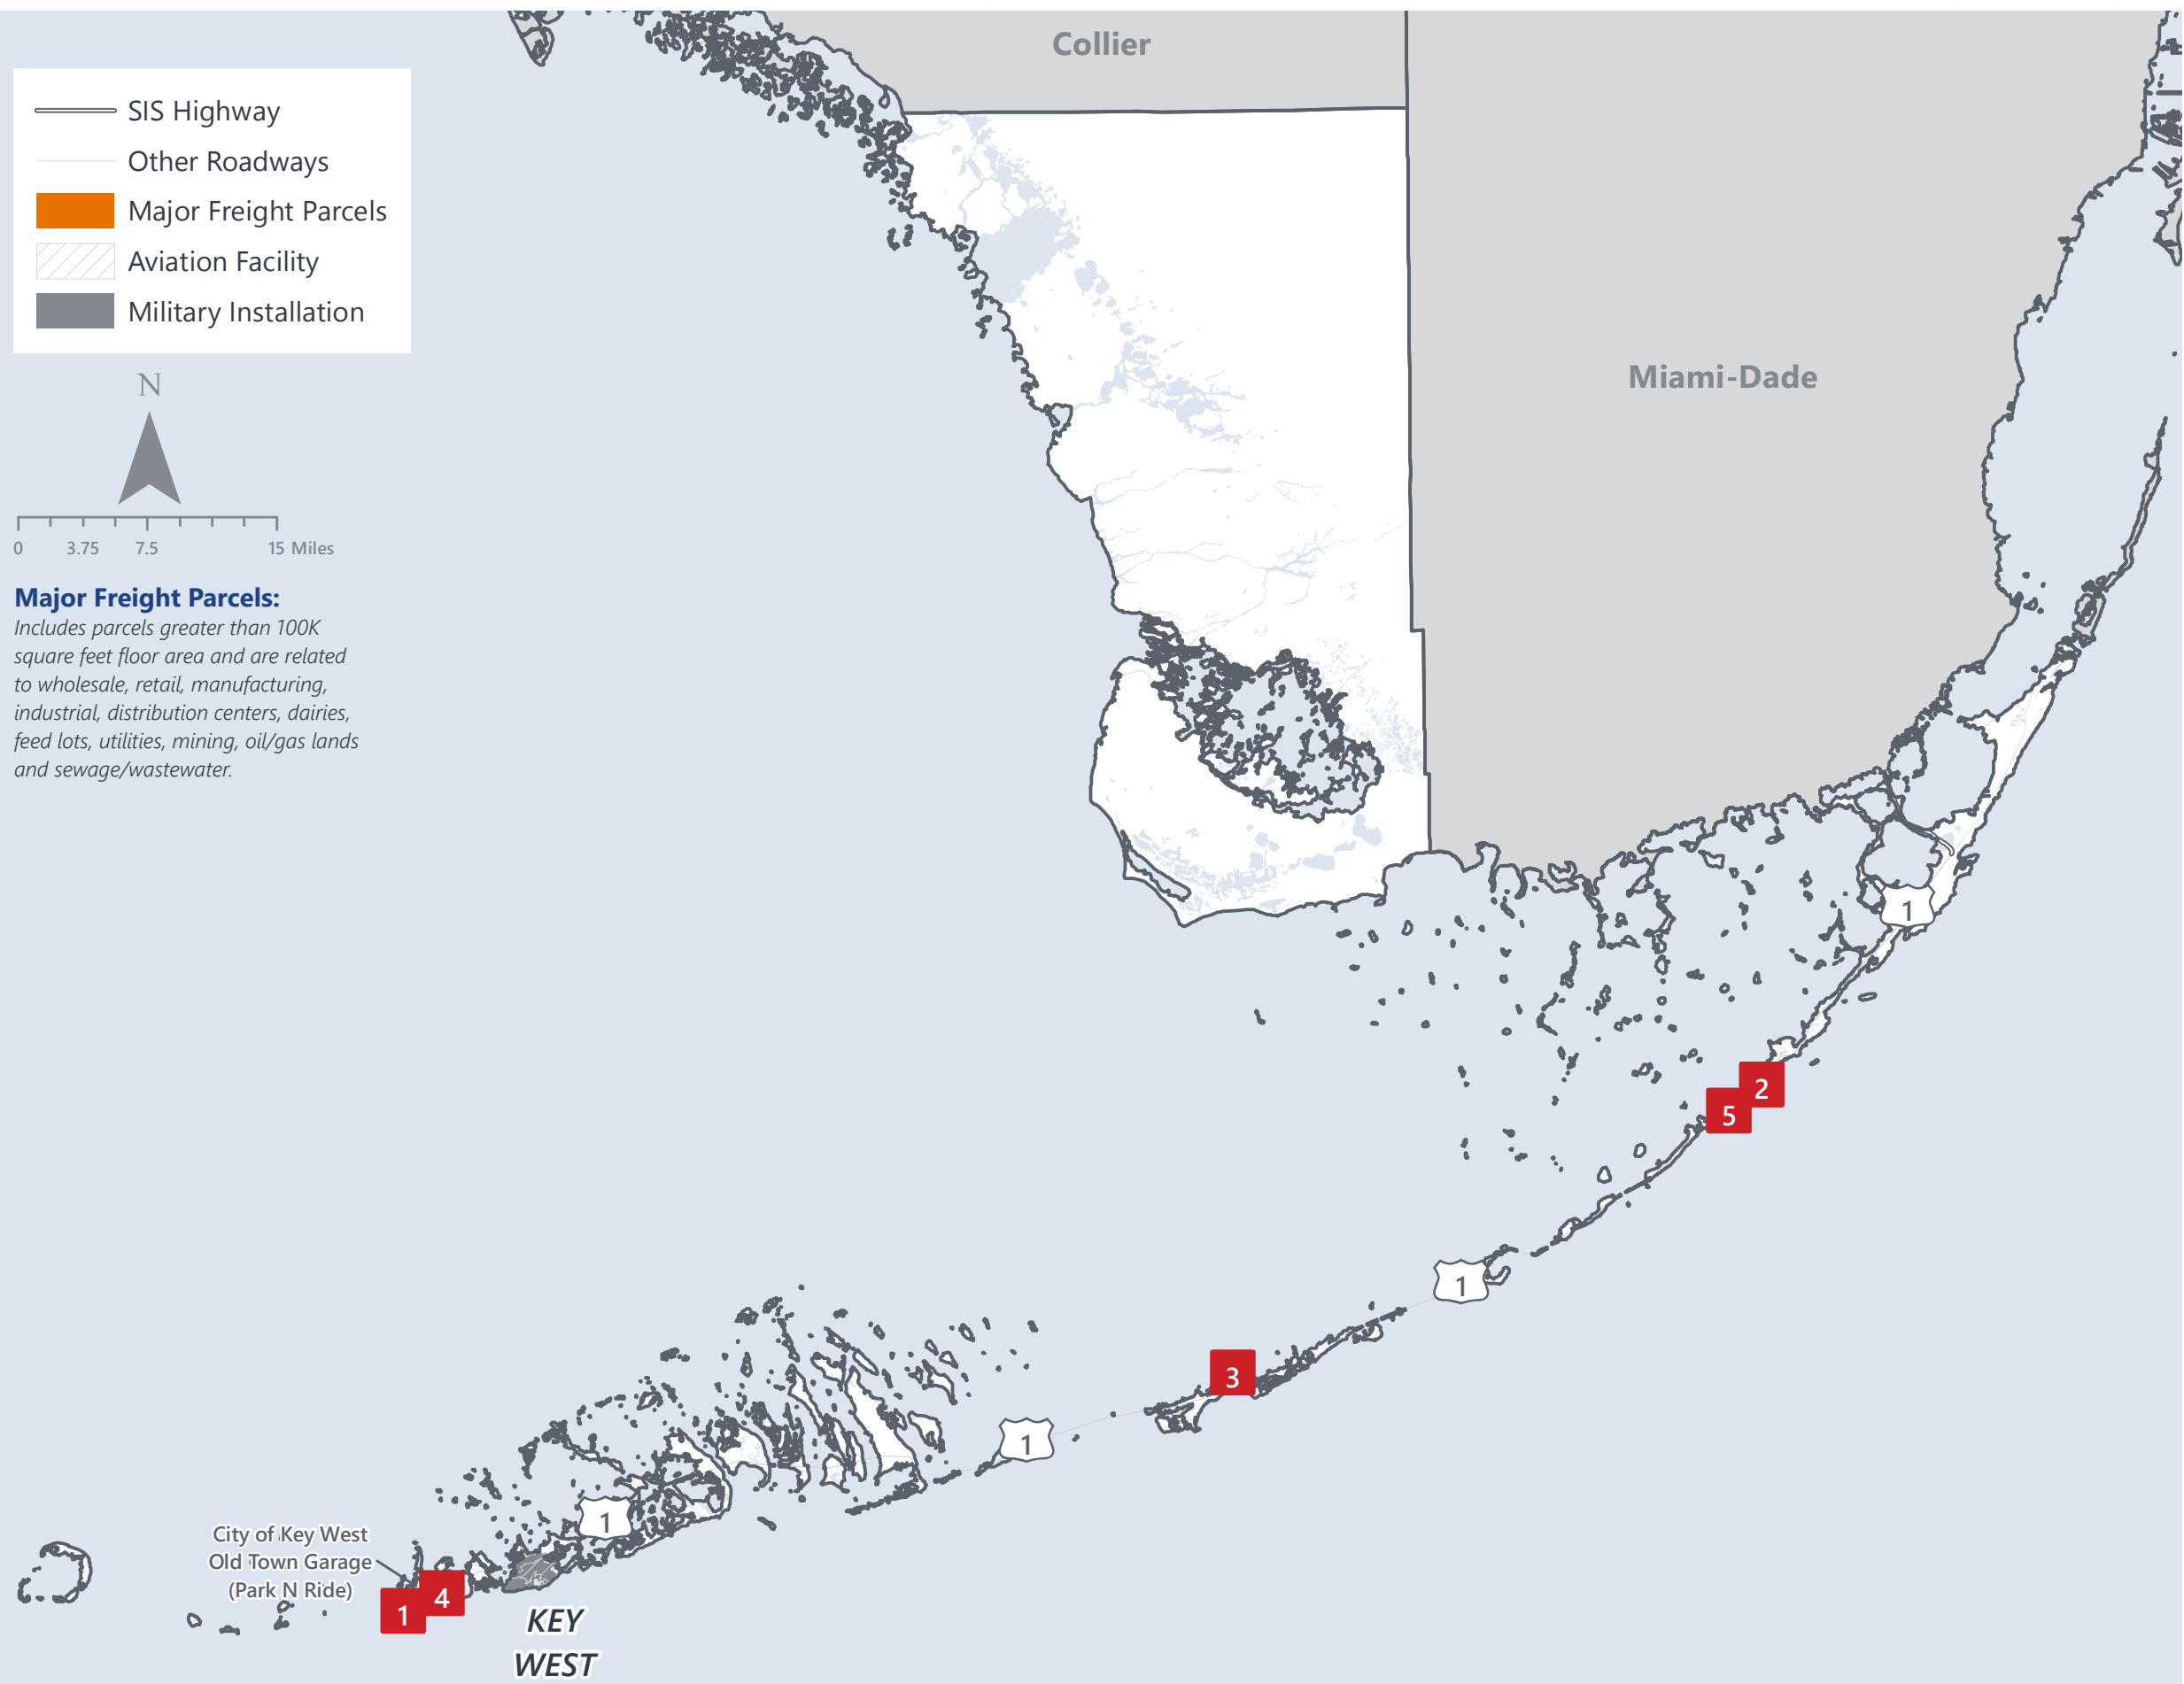 Collier
SIS Highway
Other Roadways
Major Freight Parcels
Aviation Facility
Military Installation
N
0 3.75 7.5 15 Miles
Major Freight Parcels:
Includes parcels greater than 100K
square feet floor area and are related
to wholesale, retail, manufacturing,
industrial, distribution centers, dairies,
feed lots, utilities, mining, oil/gas lands
and sewage/wastewater.
Miami-Dade
1
2
5
1
3
1
1
City of Key West
Old Town Garage
(Park N Ride)
4
1
KEY
WEST